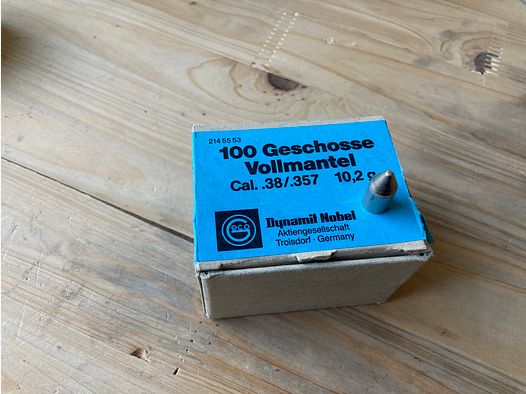 214 55 53
100 Geschosse
Vollmantel
Cal. .38/.357 10,2 g
GECO
Dynamit Nobel
Aktiengesellschaft
Troisdorf · Germany